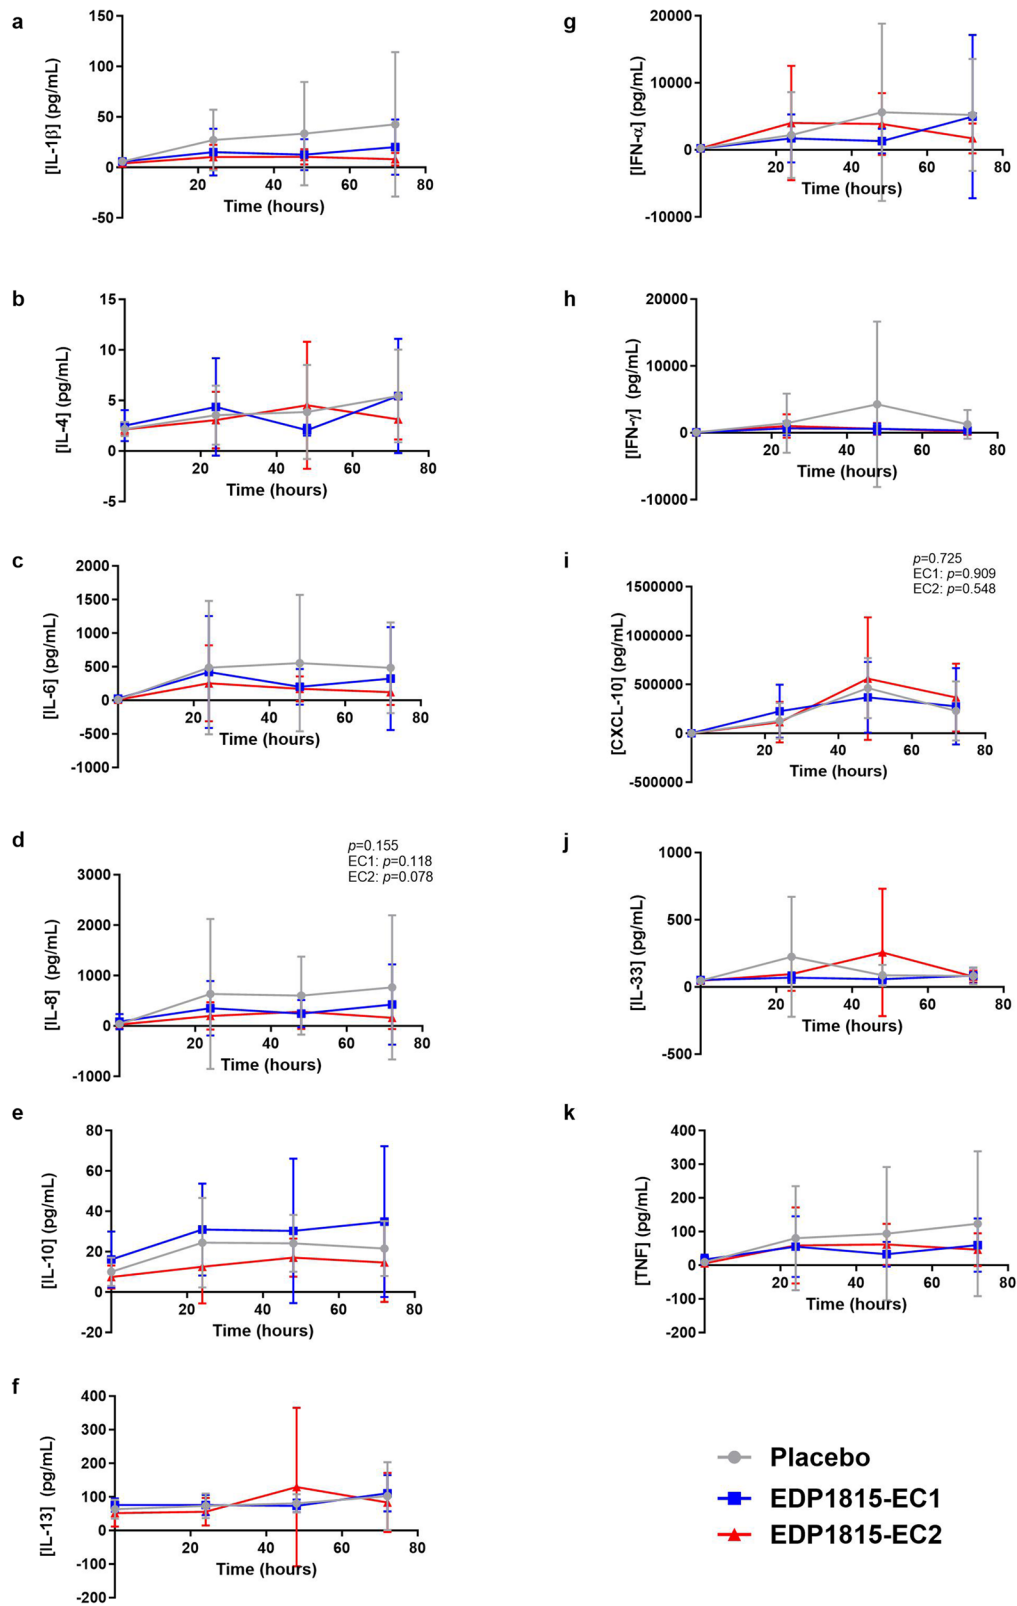 a
150
100
50
0
-50
[IL-1β] (pg/mL)
20
40
60
80
Time (hours)
b
15
10
5
0
-5
[IL-4] (pg/mL)
20
40
60
80
Time (hours)
c
2000
1500
1000
500
0
-500
-1000
[IL-6] (pg/mL)
20
40
60
80
Time (hours)
d
p=0.155
EC1: p=0.118
EC2: p=0.078
3000
2000
1000
0
-1000
[IL-8] (pg/mL)
20
40
60
80
Time (hours)
e
80
60
40
20
0
-20
[IL-10] (pg/mL)
20
40
60
80
Time (hours)
f
400
300
200
100
0
-100
-200
[IL-13] (pg/mL)
20
40
60
80
Time (hours)
g
20000
10000
0
-10000
[IFN-α] (pg/mL)
20
40
60
80
Time (hours)
h
20000
10000
0
-10000
[IFN-γ] (pg/mL)
20
40
60
80
Time (hours)
i
p=0.725
EC1: p=0.909
EC2: p=0.548
1500000
1000000
500000
0
-500000
[CXCL-10] (pg/mL)
20
40
60
80
Time (hours)
j
1000
500
0
-500
[IL-33] (pg/mL)
20
40
60
80
Time (hours)
k
400
300
200
100
0
-100
-200
[TNF] (pg/mL)
20
40
60
80
Time (hours)
Placebo
EDP1815-EC1
EDP1815-EC2